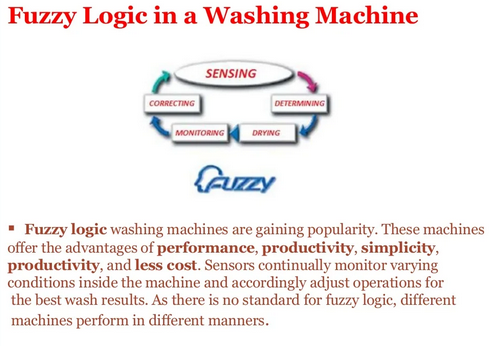 Fuzzy Logic in a Washing Machine
SENSING
CORRECTING
DETERMINING
MONITORING
DRYING
FUZZY
▪ Fuzzy logic washing machines are gaining popularity. These machines
offer the advantages of performance, productivity, simplicity,
productivity, and less cost. Sensors continually monitor varying
conditions inside the machine and accordingly adjust operations for
the best wash results. As there is no standard for fuzzy logic, different
machines perform in different manners.